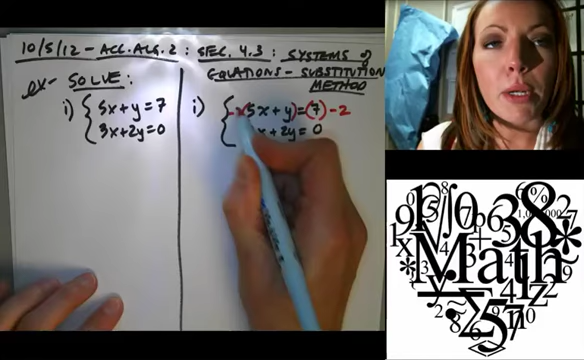 10/5/12 - ACC. ALG. 2 : SEC. 4.3 : SYSTEMS of
EQUATIONS - SUBSTITUTION
METHOD
ex- SOLVE :
i) { 5x + y = 7
3x + 2y = 0
i) { (5x + y) = (7) -2
x + 2y = 0
Math